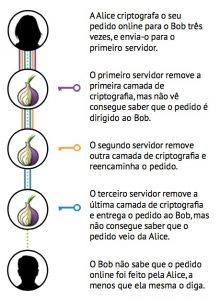 A Alice criptografa o seu
pedido online para o Bob três
vezes, e envia-o para o
primeiro servidor.
O primeiro servidor remove a
primeira camada de
criptografia, mas não vê
consegue saber que o pedido é
dirigido ao Bob.
O segundo servidor remove
outra camada de criptografia e
reencaminha o pedido.
O terceiro servidor remove a
última camada de criptografia
e entrega o pedido ao Bob, mas
não consegue saber que o
pedido veio da Alice.
O Bob não sabe que o pedido
online foi feito pela Alice, a
menos que ela mesma o diga.